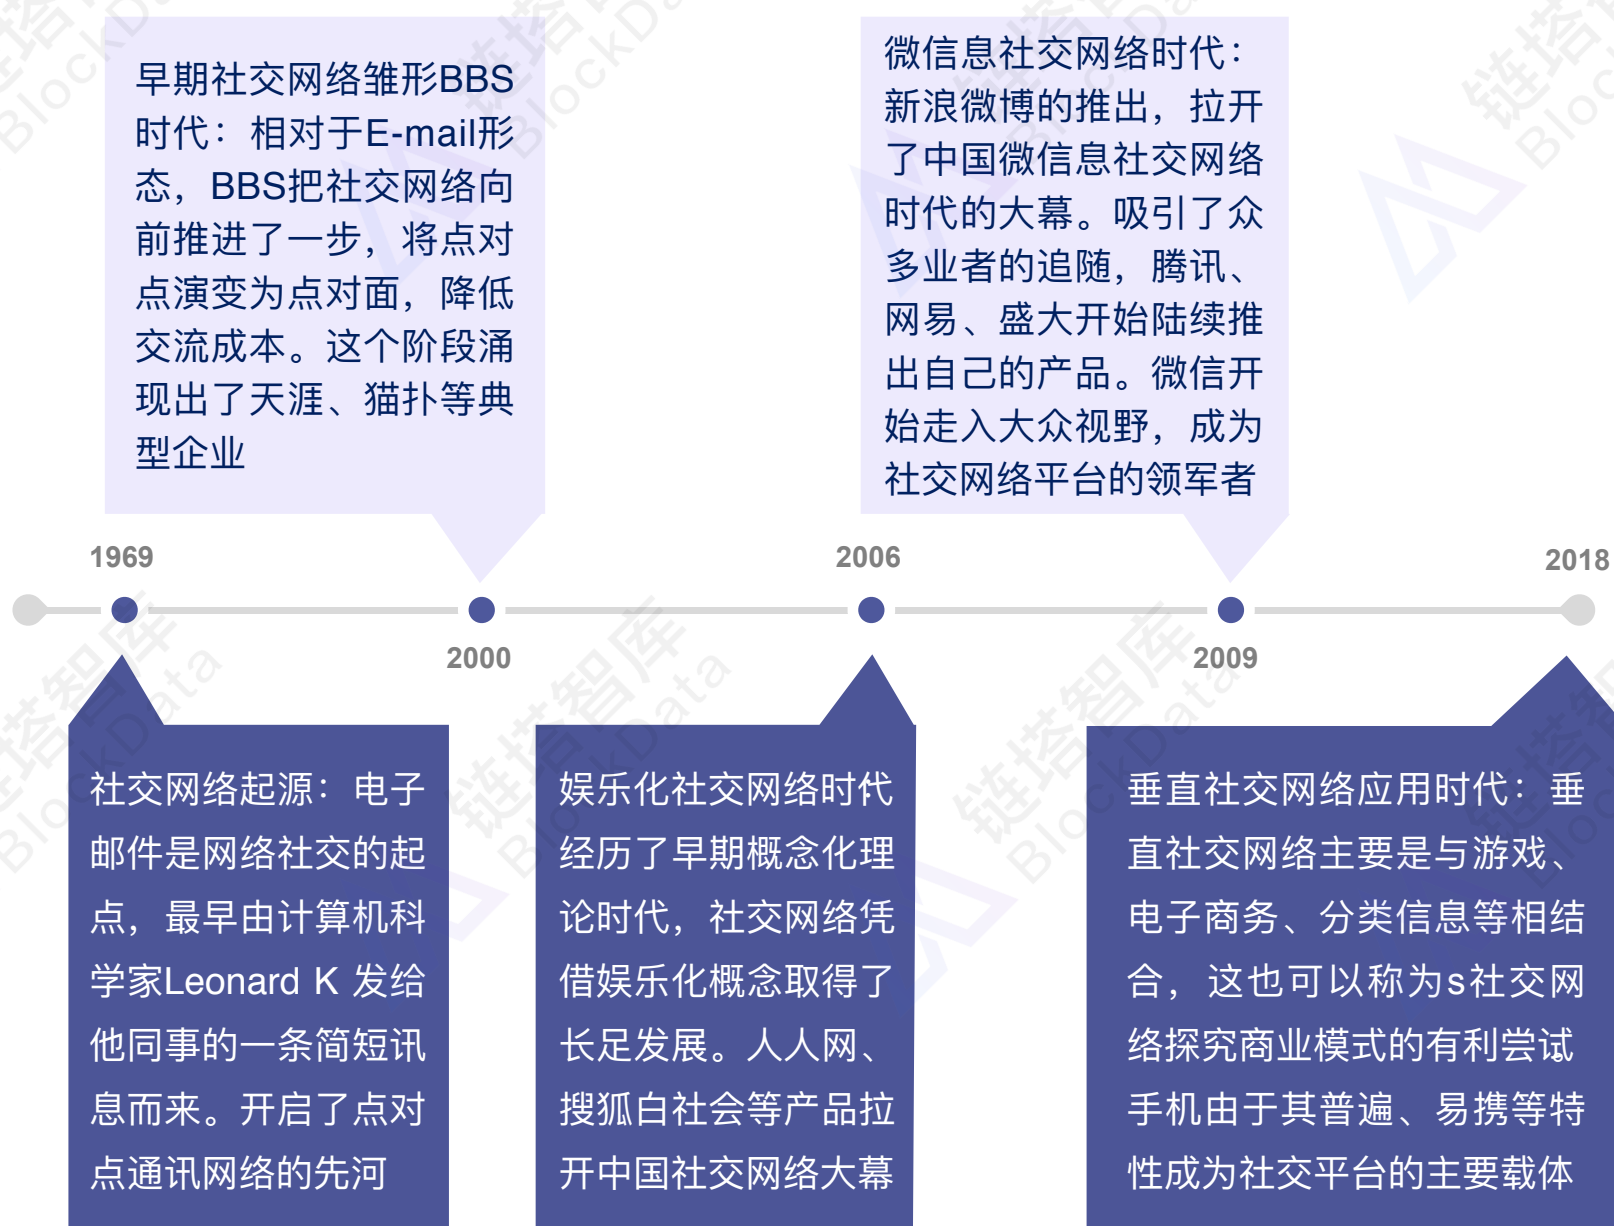 早期社交网络雏形BBS
时代：相对于E-mail形
态，BBS把社交网络向
前推进了一步，将点对
点演变为点对面，降低
交流成本。这个阶段涌
现出了天涯、猫扑等典
型企业
微信息社交网络时代：
新浪微博的推出，拉开
了中国微信息社交网络
时代的大幕。吸引了众
多业者的追随，腾讯、
网易、盛大开始陆续推
出自己的产品。微信开
始走入大众视野，成为
社交网络平台的领军者
1969
2006
2018
2000
2009
社交网络起源：电子
邮件是网络社交的起
点，最早由计算机科
学家Leonard K 发给
他同事的一条简短讯
息而来。开启了点对
点通讯网络的先河
娱乐化社交网络时代
经历了早期概念化理
论时代，社交网络凭
借娱乐化概念取得了
长足发展。人人网、
搜狐白社会等产品拉
开中国社交网络大幕
垂直社交网络应用时代：垂
直社交网络主要是与游戏、
电子商务、分类信息等相结
合，这也可以称为s社交网
络探究商业模式的有利尝试。
手机由于其普遍、易携等特
性成为社交平台的主要载体
链塔智库
BlockData